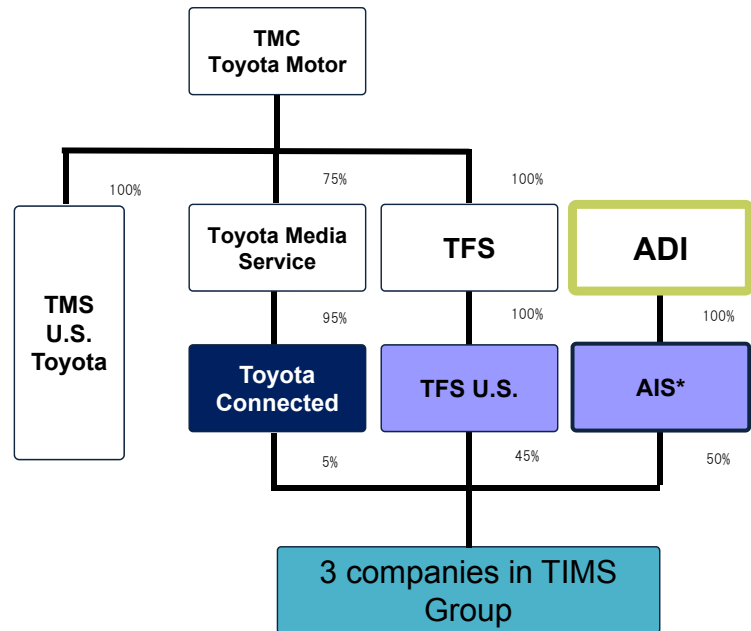 TMC
Toyota Motor
100%
75%
100%
TMS
U.S.
Toyota
Toyota Media
Service
TFS
ADI
95%
100%
100%
Toyota
Connected
TFS U.S.
AIS*
5%
45%
50%
3 companies in TIMS
Group